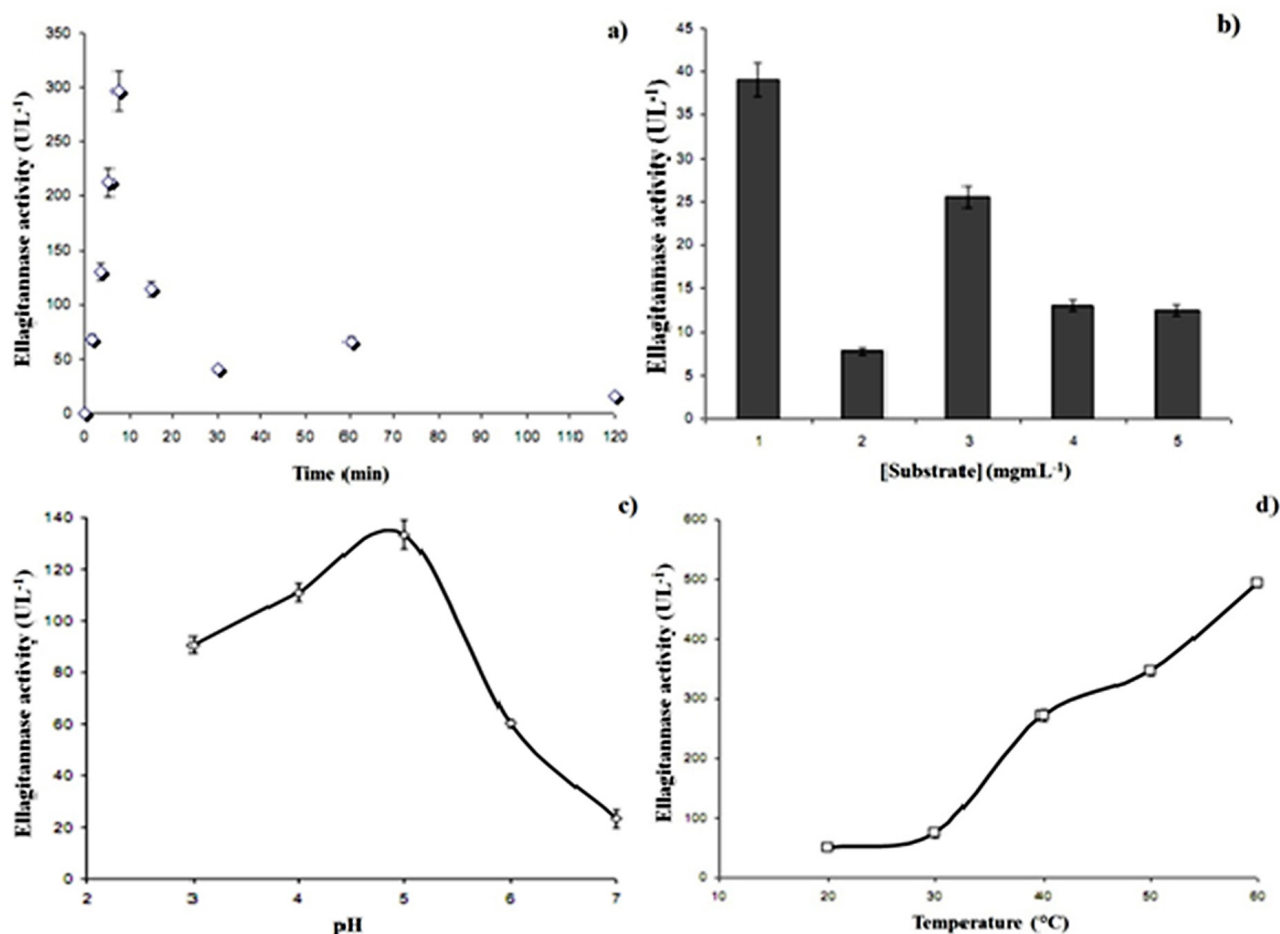 a)
Ellagitannase activity (UL-1)
350
300
250
200
150
100
50
0
0 10 20 30 40 50 60 70 80 90 100 110 120
Time (min)
b)
Ellagitannase activity (UL-1)
45
40
35
30
25
20
15
10
5
0
1 2 3 4 5
[Substrate] (mgmL-1)
c)
Ellagitannase activity (UL-1)
140
120
100
80
60
40
20
0
2 3 4 5 6 7
pH
d)
Ellagitannase activity (UL-1)
600
500
400
300
200
100
0
10 20 30 40 50 60
Temperature (°C)